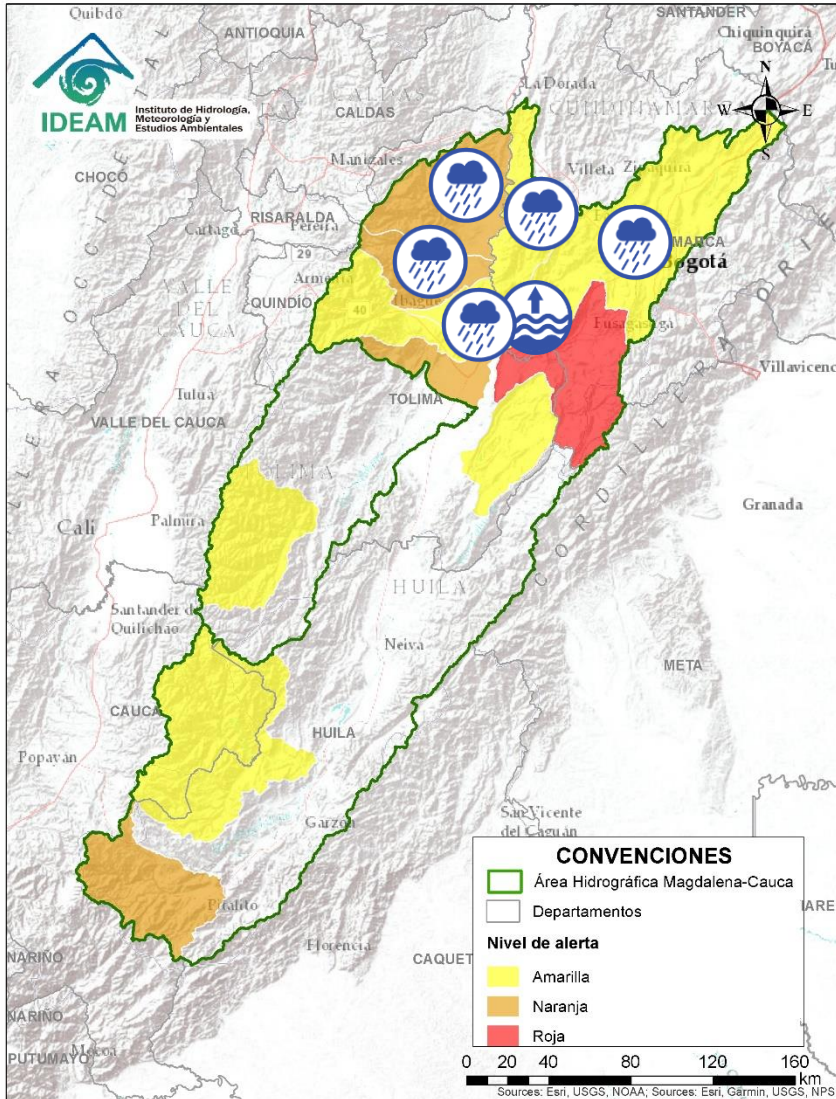 Quibdó
ANTIOQUIA
SANTANDER
Chiquinquirá
BOYACÁ
IDEAM
Instituto de Hidrología,
Meteorología y
Estudios Ambientales
CALDAS
La Dorada
N
W
E
S
Manizales
Villeta
CHOCÓ
RISARALDA
Pereira
Cartago
29
Armenia
Bogotá
QUINDÍO
40
Ibagué
VALLE
DEL
CAUCA
Fusagasugá
Villavicenc
Tuluá
TOLIMA
VALLE DEL CAUCA
Granada
Cali
Palmira
HUILA
Santander de
Quilichao
Neiva
META
CAUCA
HUILA
Popayán
San Vicente
del Caguán
Garzón
Pitalito
Florencia
CAQUET
NARIÑO
NARIÑO
PUTUMAYO
Mocoa
CONVENCIONES
Área Hidrográfica Magdalena-Cauca
Departamentos
Nivel de alerta
Amarilla
Naranja
Roja
0 20 40 80 120 160
km
Sources: Esri, USGS, NOAA; Sources: Esri, Garmin, USGS, NPS